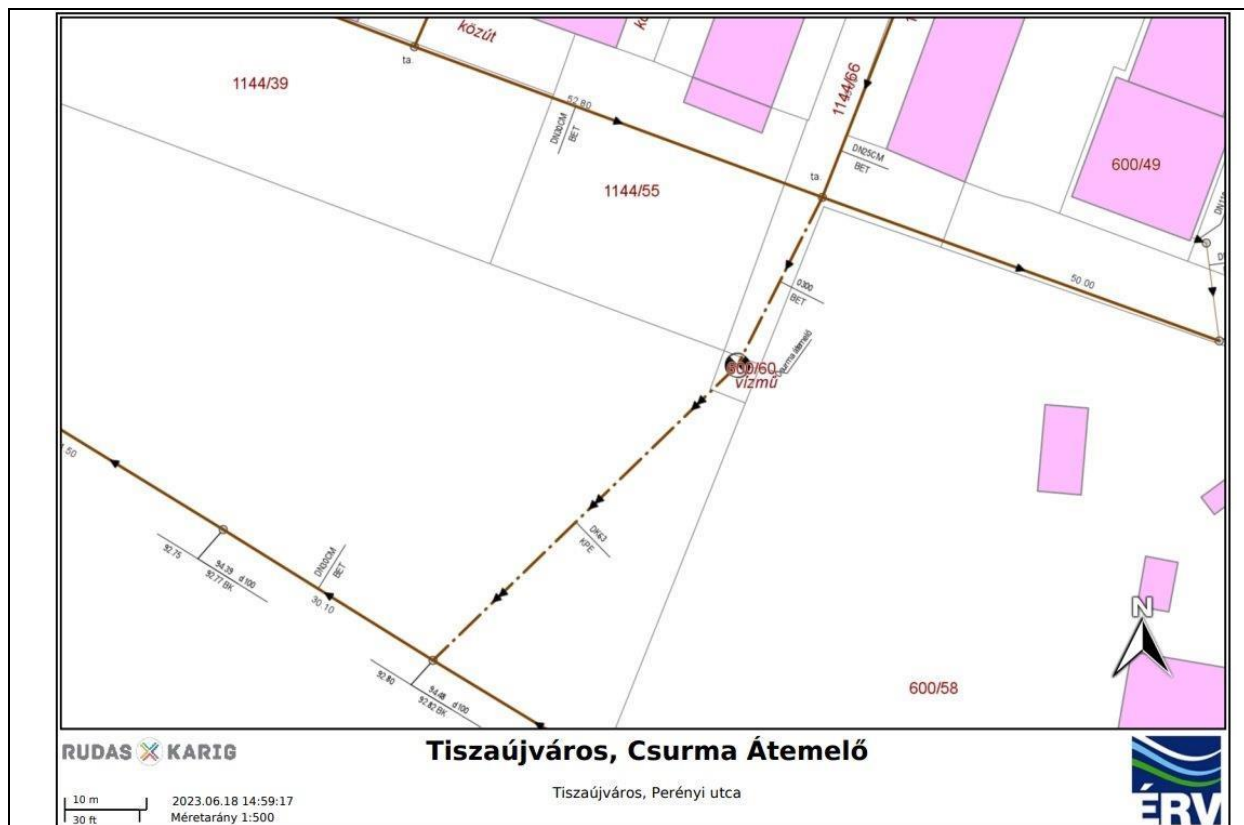 közút
ta.
1144/39
52.80
DN30CM
BET
1144/66
DN25CM
BET
600/49
1144/55
ta.
0300
BET
50.00
Csurma átemelő
600/60
vízmű
DK63
KPE
92.75
94.39 d100
92.77 BK
DN30CM
BET
30.10
92.80
94.48 d100
92.82 BK
600/58
N
RUDAS KARIG
Tiszaújváros, Csurma Átemelő
Tiszaújváros, Perényi utca
10 m
30 ft
2023.06.18 14:59:17
Méretarány 1:500
ÉRV